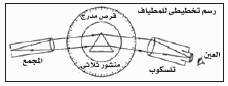 رسم تخطيطي للمطياف
قرص مدرج
العين
تلسكوب
منشور ثلاثي
المجمع